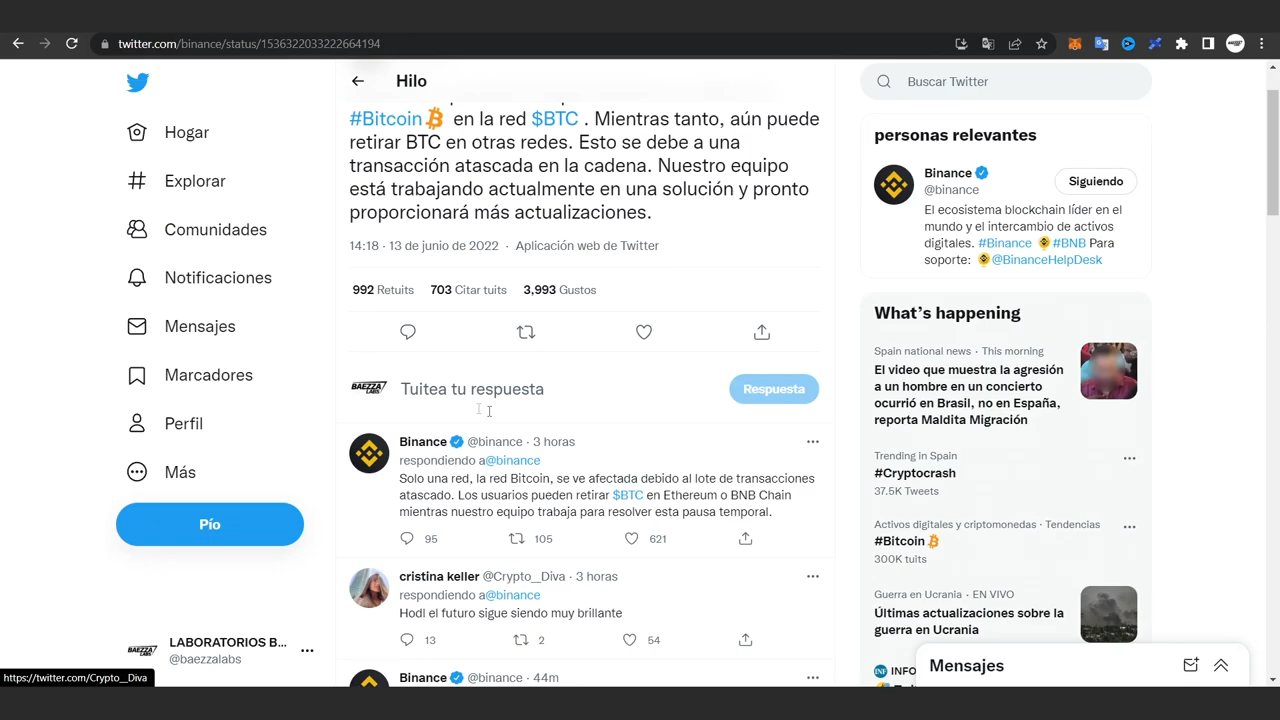 twitter.com/binance/status/1536322033222664194
Hogar
Explorar
Comunidades
Notificaciones
Mensajes
Marcadores
Perfil
Más
Pío
BAEZZA LABS
LABORATORIOS B...
@baezzalabs
https://twitter.com/Crypto__Diva
Hilo
#Bitcoin en la red $BTC . Mientras tanto, aún puede
retirar BTC en otras redes. Esto se debe a una
transacción atascada en la cadena. Nuestro equipo
está trabajando actualmente en una solución y pronto
proporcionará más actualizaciones.
14:18 · 13 de junio de 2022 · Aplicación web de Twitter
992 Retuits 703 Citar tuits 3,993 Gustos
BAEZZA LABS
Tuitea tu respuesta
Respuesta
Binance @binance · 3 horas
respondiendo a@binance
Solo una red, la red Bitcoin, se ve afectada debido al lote de transacciones
atascado. Los usuarios pueden retirar $BTC en Ethereum o BNB Chain
mientras nuestro equipo trabaja para resolver esta pausa temporal.
95 105 621
cristina keller @Crypto__Diva · 3 horas
respondiendo a@binance
Hodl el futuro sigue siendo muy brillante
13 2 54
Binance @binance · 44m
Buscar Twitter
personas relevantes
Binance
@binance
Siguiendo
El ecosistema blockchain líder en el
mundo y el intercambio de activos
digitales. #Binance #BNB Para
soporte: @BinanceHelpDesk
What's happening
Spain national news · This morning
El video que muestra la agresión
a un hombre en un concierto
ocurrió en Brasil, no en España,
reporta Maldita Migración
Trending in Spain
#Cryptocrash
37.5K Tweets
Activos digitales y criptomonedas · Tendencias
#Bitcoin
300K tuits
Guerra en Ucrania · EN VIVO
Últimas actualizaciones sobre la
guerra en Ucrania
INFO
Mensajes